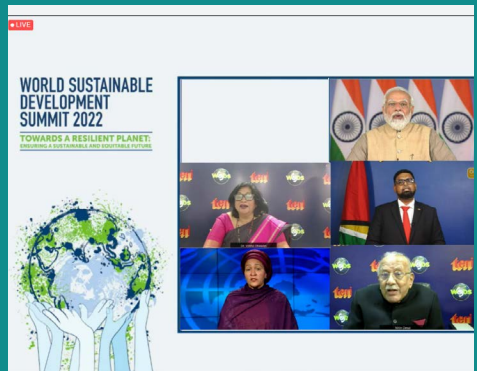 LIVE
WORLD SUSTAINABLE
DEVELOPMENT
SUMMIT 2022
TOWARDS A RESILIENT PLANET:
ENSURING A SUSTAINABLE AND EQUITABLE FUTURE